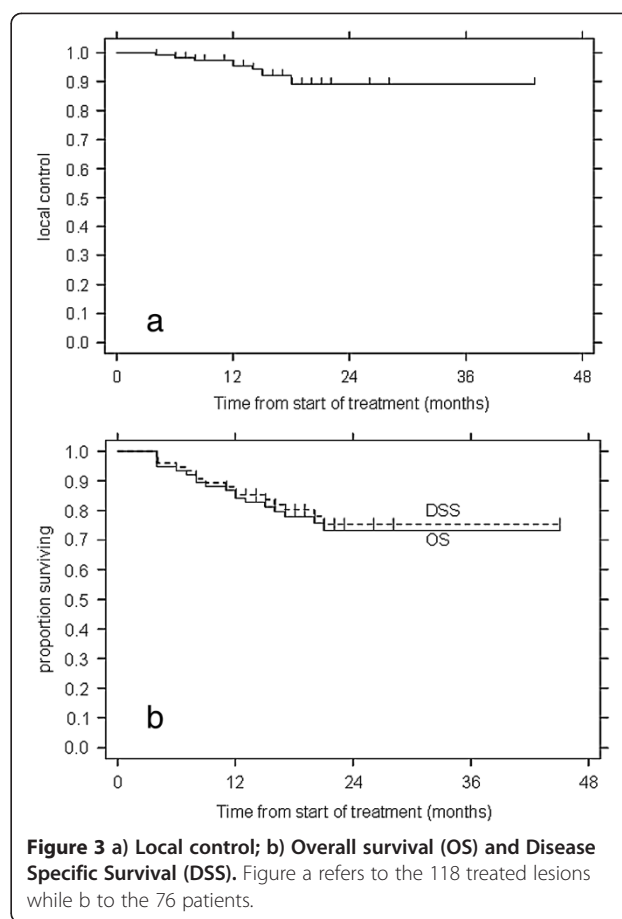 1.0
0.9
0.8
0.7
0.6
0.5
0.4
0.3
0.2
0.1
0.0
local control
a
0 12 24 36 48
Time from start of treatment (months)
1.0
0.9
0.8
0.7
0.6
0.5
0.4
0.3
0.2
0.1
0.0
proportion surviving
DSS
OS
b
0 12 24 36 48
Time from start of treatment (months)
Figure 3 a) Local control; b) Overall survival (OS) and Disease
Specific Survival (DSS). Figure a refers to the 118 treated lesions
while b to the 76 patients.